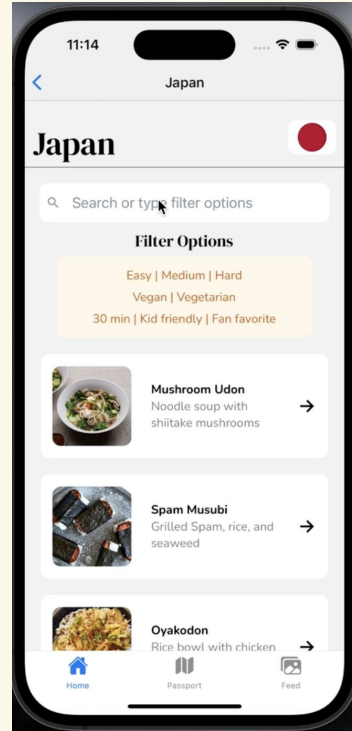 11:14
Japan
Japan
Search or type filter options
Filter Options
Easy | Medium | Hard
Vegan | Vegetarian
30 min | Kid friendly | Fan favorite
Mushroom Udon
Noodle soup with
shiitake mushrooms
Spam Musubi
Grilled Spam, rice, and
seaweed
Oyakodon
Rice bowl with chicken
Home
Passport
Feed